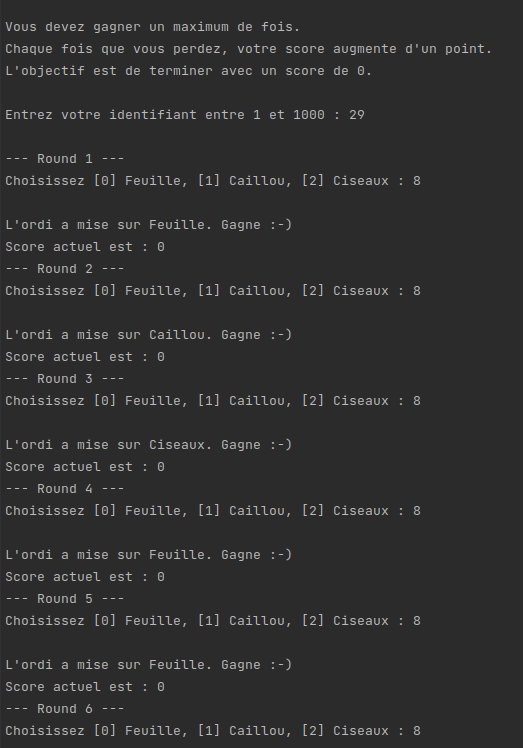 Vous devez gagner un maximum de fois.
Chaque fois que vous perdez, votre score augmente d'un point.
L'objectif est de terminer avec un score de 0.
Entrez votre identifiant entre 1 et 1000 : 29
--- Round 1 ---
Choisissez [0] Feuille, [1] Caillou, [2] Ciseaux : 8
L'ordi a mise sur Feuille. Gagne :-)
Score actuel est : 0
--- Round 2 ---
Choisissez [0] Feuille, [1] Caillou, [2] Ciseaux : 8
L'ordi a mise sur Caillou. Gagne :-)
Score actuel est : 0
--- Round 3 ---
Choisissez [0] Feuille, [1] Caillou, [2] Ciseaux : 8
L'ordi a mise sur Ciseaux. Gagne :-)
Score actuel est : 0
--- Round 4 ---
Choisissez [0] Feuille, [1] Caillou, [2] Ciseaux : 8
L'ordi a mise sur Feuille. Gagne :-)
Score actuel est : 0
--- Round 5 ---
Choisissez [0] Feuille, [1] Caillou, [2] Ciseaux : 8
L'ordi a mise sur Feuille. Gagne :-)
Score actuel est : 0
--- Round 6 ---
Choisissez [0] Feuille, [1] Caillou, [2] Ciseaux : 8